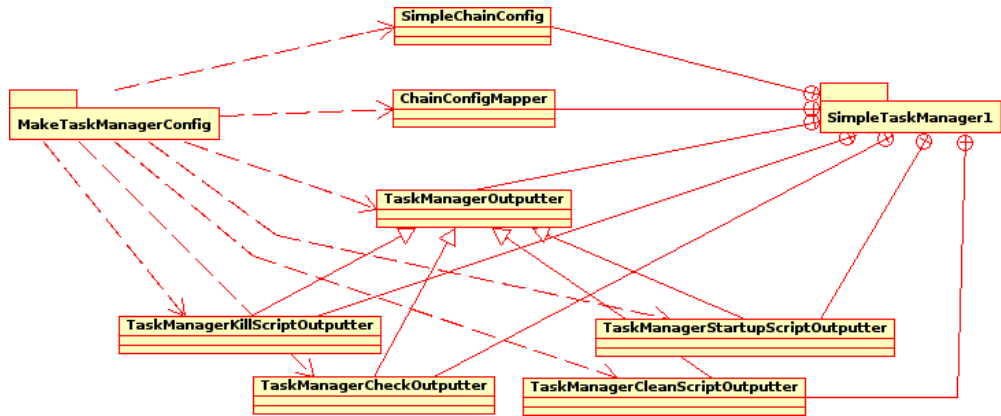 SimpleChainConfig
ChainConfigMapper
MakeTaskManagerConfig
SimpleTaskManager1
TaskManagerOutputter
TaskManagerKillScriptOutputter
TaskManagerStartupScriptOutputter
TaskManagerCheckOutputter
TaskManagerCleanScriptOutputter